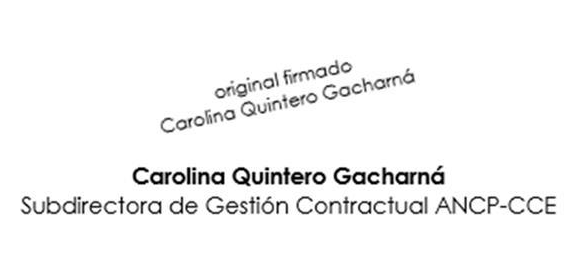 original firmado
Carolina Quintero Gacharná
Carolina Quintero Gacharná
Subdirectora de Gestión Contractual ANCP-CCE